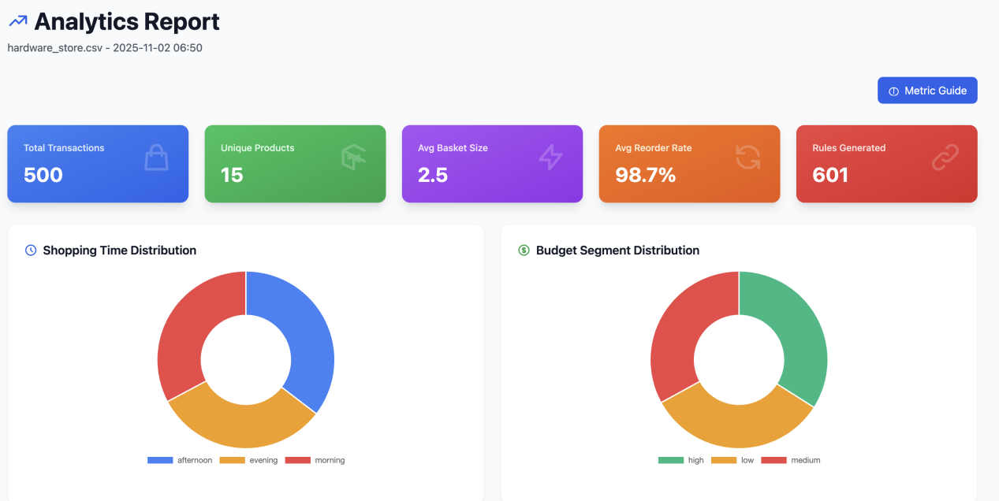 Analytics Report
hardware_store.csv - 2025-11-02 06:50
Metric Guide
Total Transactions
500
Unique Products
15
Avg Basket Size
2.5
Avg Reorder Rate
98.7%
Rules Generated
601
Shopping Time Distribution
afternoon evening morning
Budget Segment Distribution
high low medium